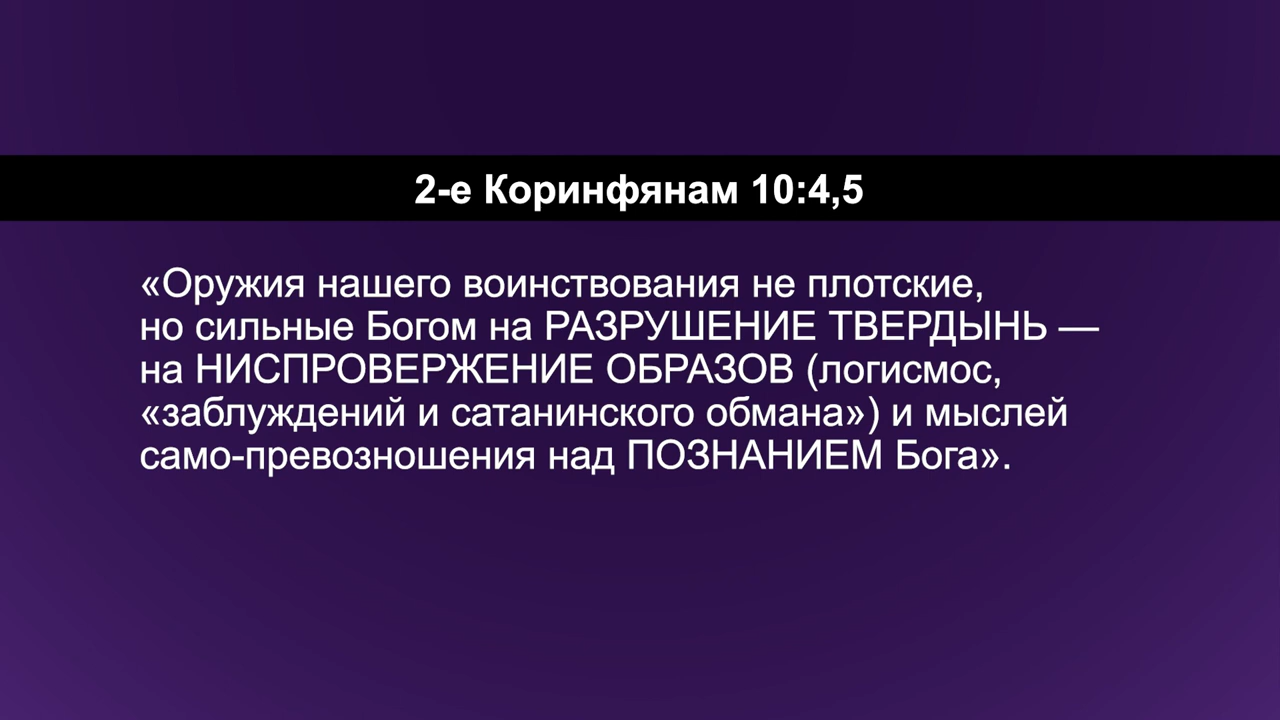 2-е Коринфянам 10:4,5
«Оружия нашего воинствования не плотские,
но сильные Богом на РАЗРУШЕНИЕ ТВЕРДЫНЬ —
на НИСПРОВЕРЖЕНИЕ ОБРАЗОВ (логисмос,
«заблуждений и сатанинского обмана») и мыслей
само-превозношения над ПОЗНАНИЕМ Бога».